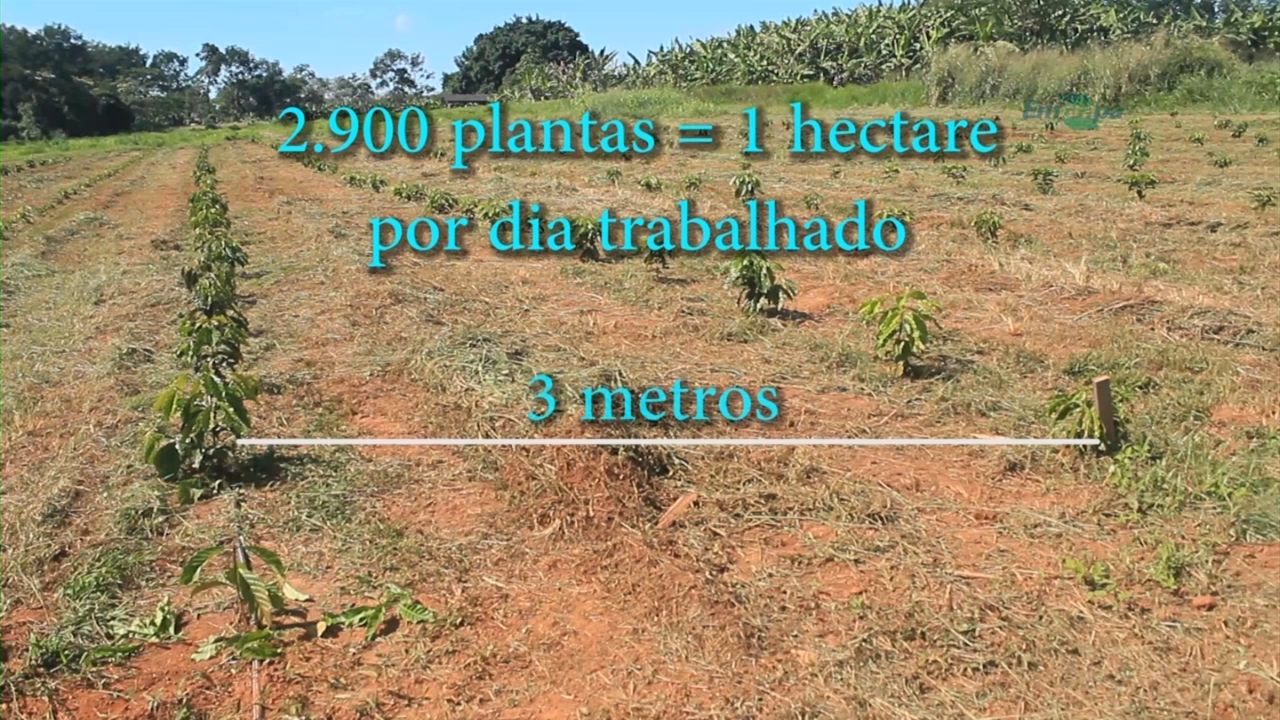 2.900 plantas = 1 hectare
por dia trabalhado
3 metros